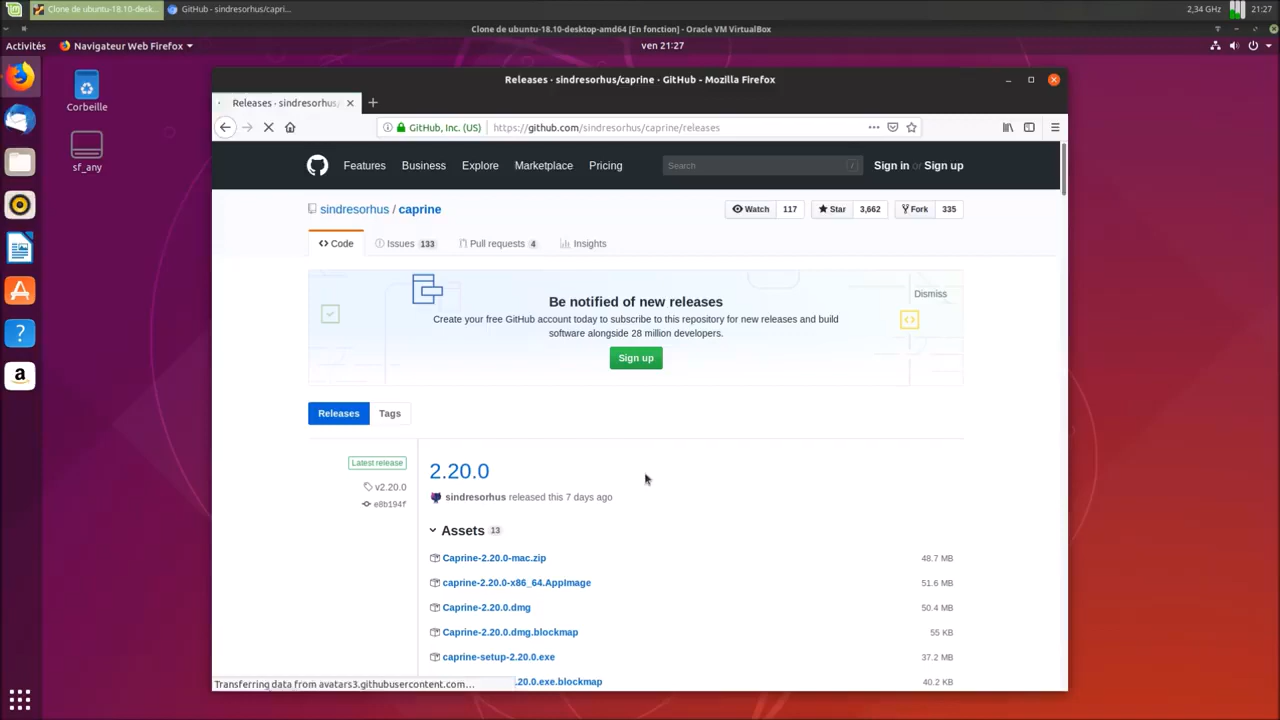 Clone de ubuntu-18.10-desk...
GitHub - sindresorhus/capri...
2,34 GHz
21:27
Clone de ubuntu-18.10-desktop-amd64 [En fonction] - Oracle VM VirtualBox
Activités
Navigateur Web Firefox
ven 21:27
Corbeille
sf_any
Releases · sindresorhus/caprine · GitHub - Mozilla Firefox
Releases · sindresorhus/
GitHub, Inc. (US)
https://github.com/sindresorhus/caprine/releases
Features
Business
Explore
Marketplace
Pricing
Search
/
Sign in or Sign up
sindresorhus / caprine
Watch 117
Star 3,662
Fork 335
Code
Issues 133
Pull requests 4
Insights
Be notified of new releases
Dismiss
Create your free GitHub account today to subscribe to this repository for new releases and build
software alongside 28 million developers.
Sign up
Releases
Tags
Latest release
v2.20.0
e8b194f
2.20.0
sindresorhus released this 7 days ago
Assets 13
Caprine-2.20.0-mac.zip
48.7 MB
caprine-2.20.0-x86_64.AppImage
51.6 MB
Caprine-2.20.0.dmg
50.4 MB
Caprine-2.20.0.dmg.blockmap
55 KB
caprine-setup-2.20.0.exe
37.2 MB
.20.0.exe.blockmap
40.2 KB
Transferring data from avatars3.githubusercontent.com...